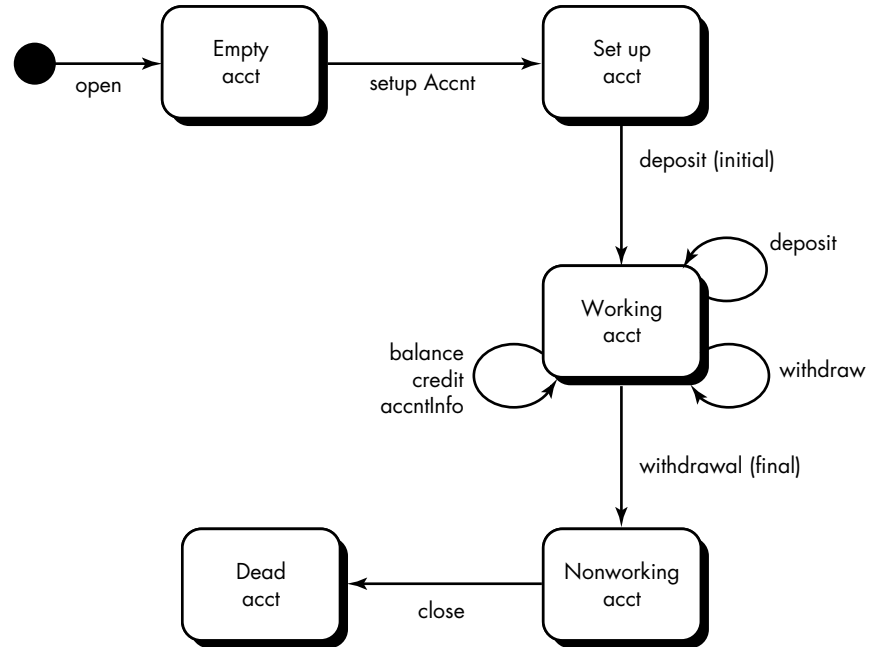 Empty
acct
Set up
acct
open
setup Accnt
deposit (initial)
deposit
Working
acct
balance
credit
accntInfo
withdraw
withdrawal (final)
Dead
acct
Nonworking
acct
close